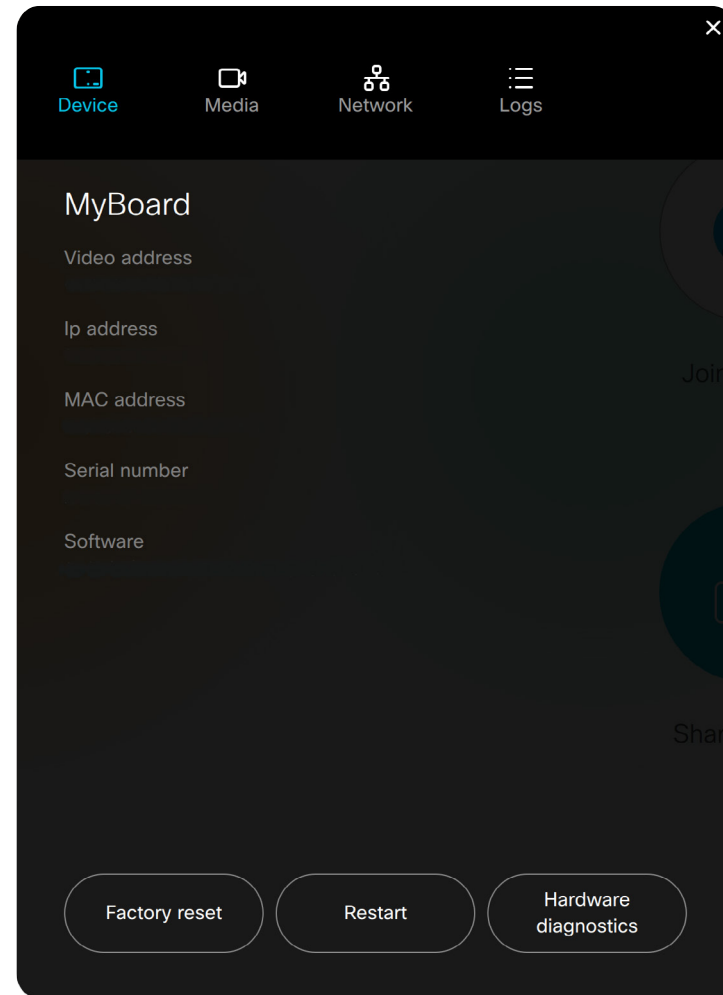 Device
Media
Network
Logs
MyBoard
Video address
Ip address
MAC address
Serial number
Software
Factory reset
Restart
Hardware
diagnostics